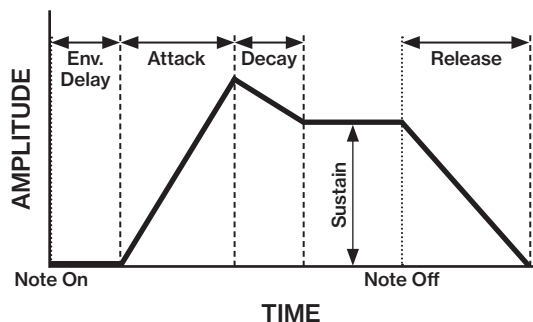 Env.
Delay
Attack
Decay
Release
AMPLITUDE
Sustain
Note On
Note Off
TIME